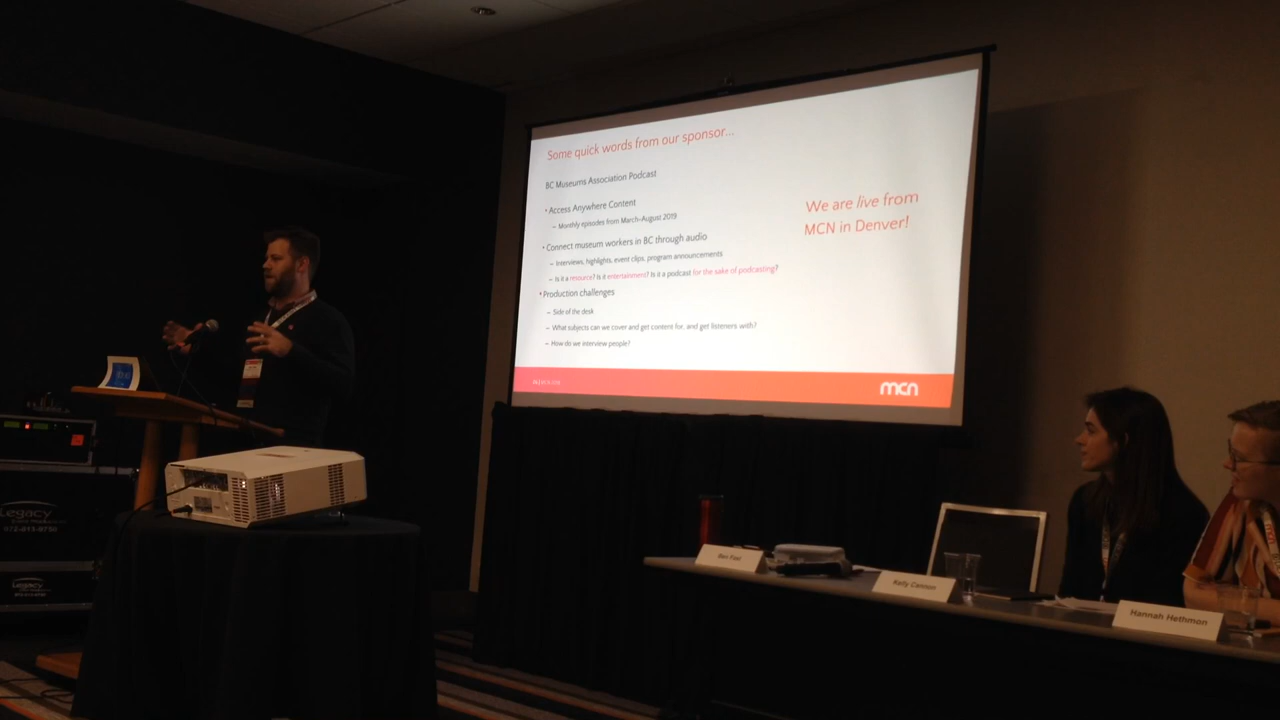 Some quick words from our sponsor...
BC Museums Association Podcast
• Access Anywhere Content
– Monthly episodes from March-August 2019
• Connect museum workers in BC through audio
– Interviews, highlights, event clips, program announcements
– Is it a resource? Is it entertainment? Is it a podcast for the sake of podcasting?
• Production challenges
– Side of the desk
– What subjects can we cover and get content for, and get listeners with?
– How do we interview people?
We are live from
MCN in Denver!
mcn
Legacy
Legacy
Ben Fast
Kelly Cannon
Hannah Hethmon